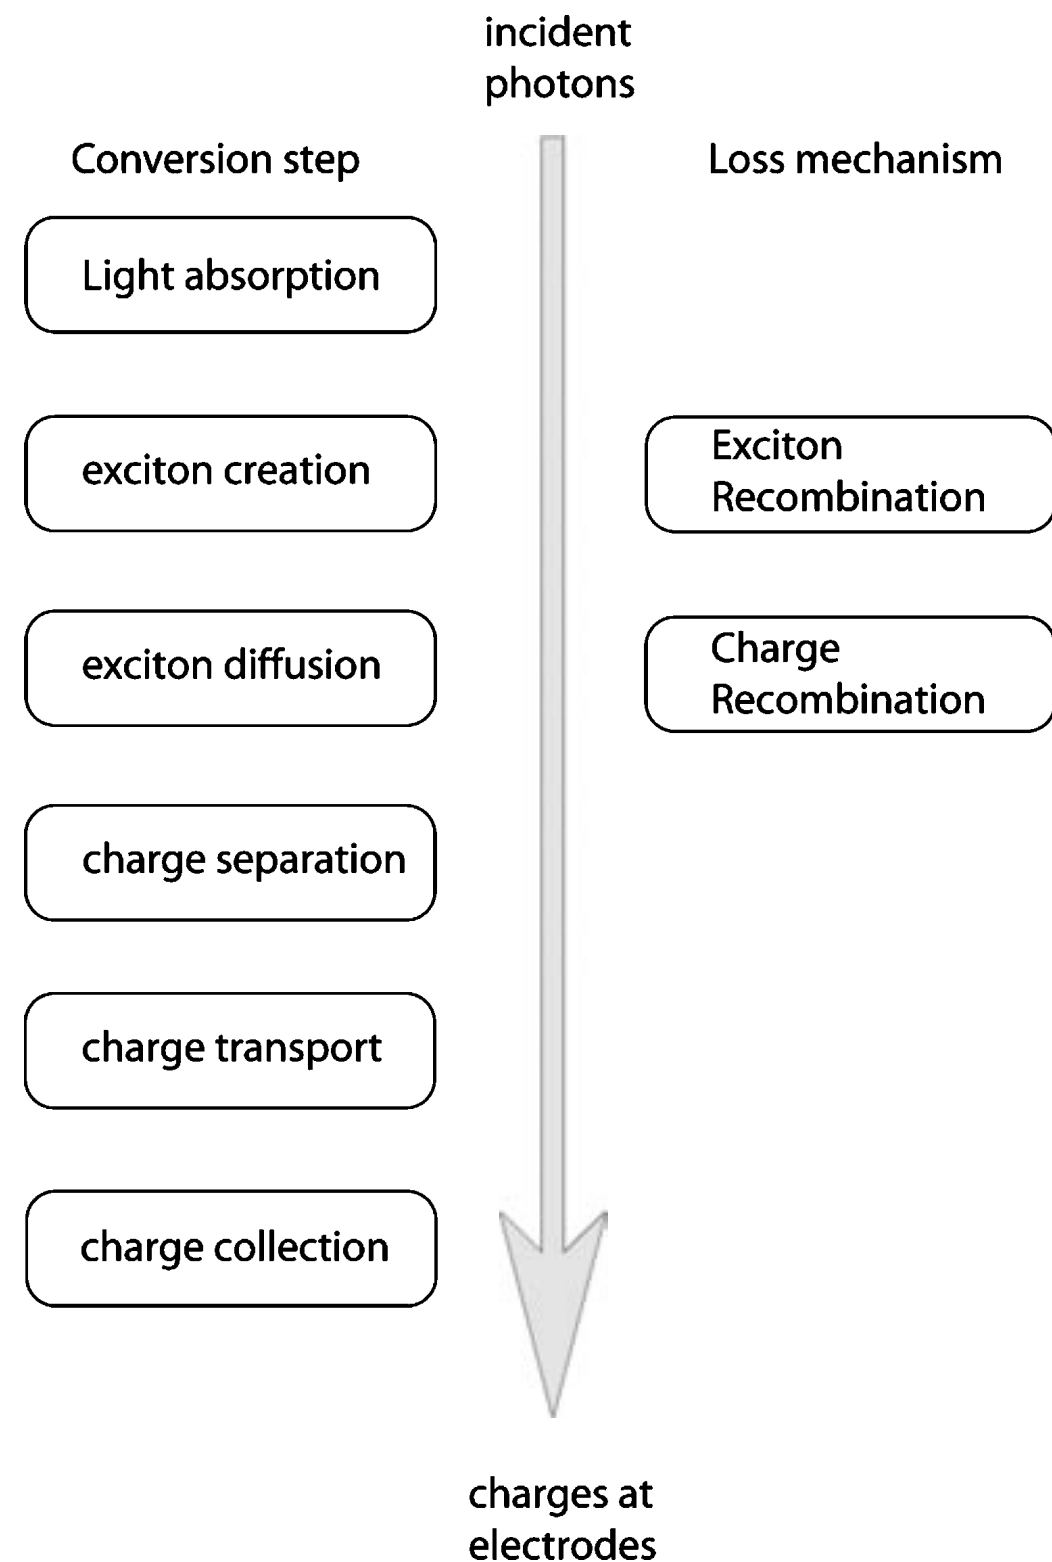 incident
photons
Conversion step
Loss mechanism
Light absorption
exciton creation
Exciton
Recombination
exciton diffusion
Charge
Recombination
charge separation
charge transport
charge collection
charges at
electrodes